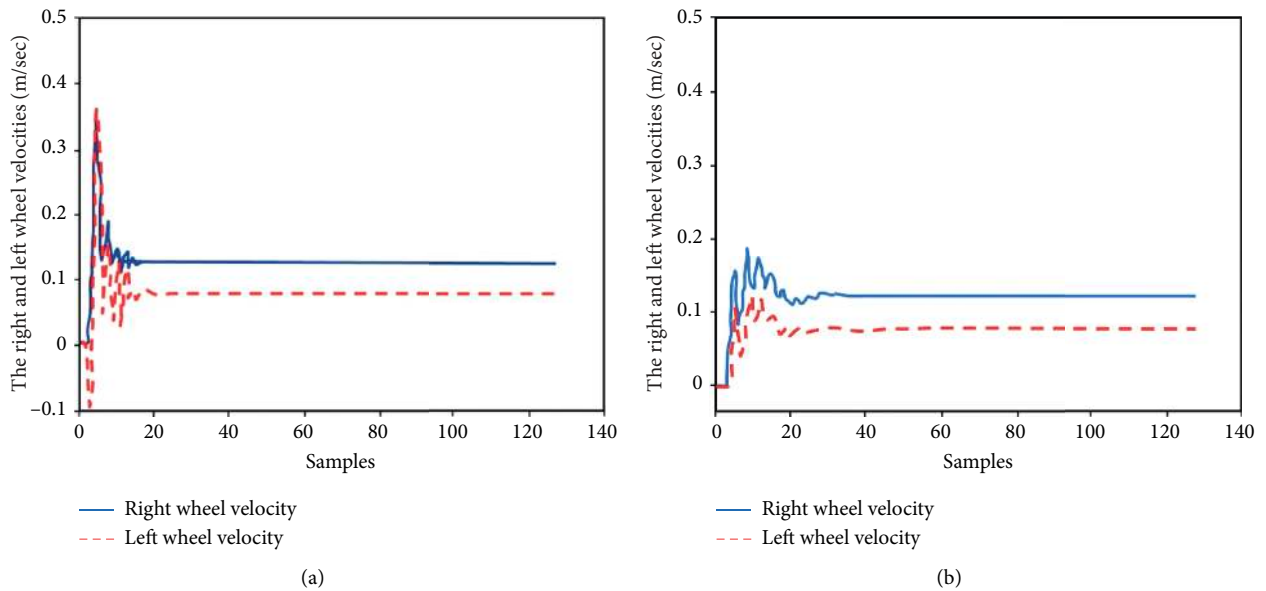 The right and left wheel velocities (m/sec)
0.5
0.4
0.3
0.2
0.1
0
–0.1
0 20 40 60 80 100 120 140
Samples
Right wheel velocity
Left wheel velocity
(a)
The right and left wheel velocities (m/sec)
0.5
0.4
0.3
0.2
0.1
0
0 20 40 60 80 100 120 140
Samples
Right wheel velocity
Left wheel velocity
(b)